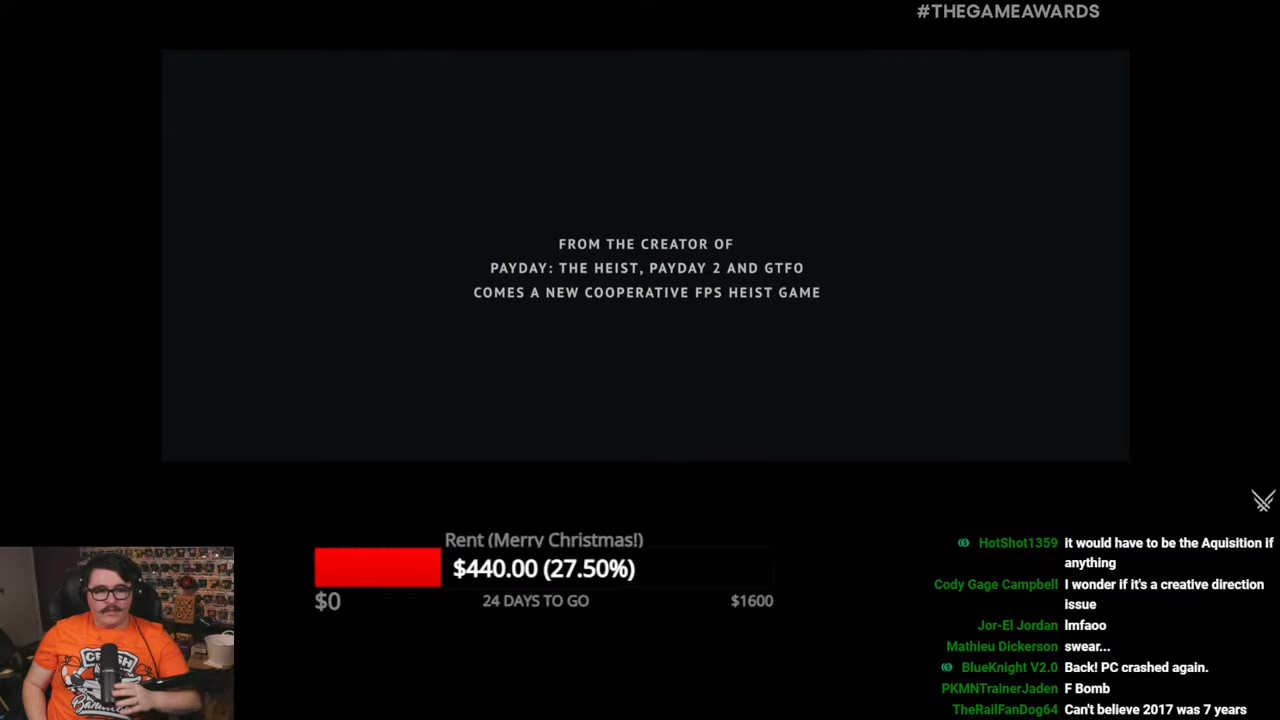 #THEGAMEAWARDS
FROM THE CREATOR OF
PAYDAY: THE HEIST, PAYDAY 2 AND GTFO
COMES A NEW COOPERATIVE FPS HEIST GAME
Rent (Merry Christmas!)
$440.00 (27.50%)
$0 24 DAYS TO GO $1600
HotShot1359 it would have to be the Aquisition if
anything
Cody Gage Campbell I wonder if it's a creative direction
issue
Jor-El Jordan lmfaoo
Mathieu Dickerson swear...
BlueKnight V2.0 Back! PC crashed again.
PKMNTrainerJaden F Bomb
TheRailFanDog64 Can't believe 2017 was 7 years
CRASH